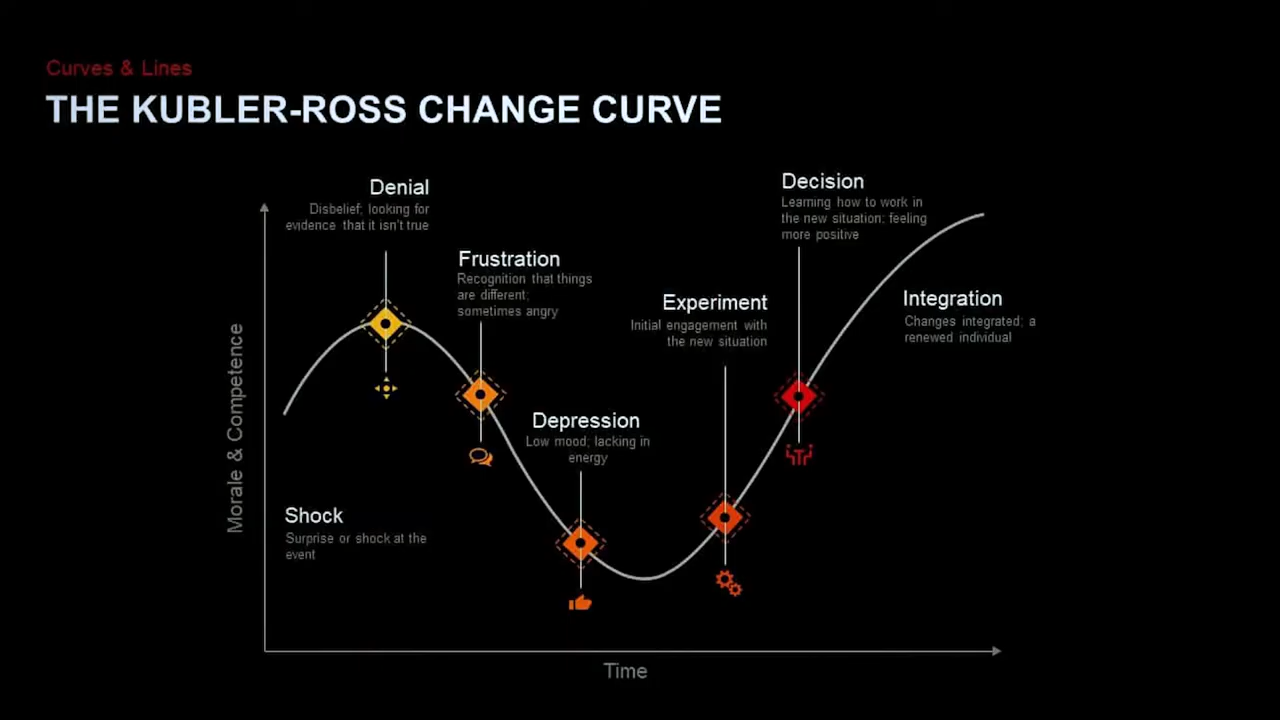 Curves & Lines
THE KUBLER-ROSS CHANGE CURVE
Denial
Disbelief; looking for
evidence that it isn't true
Frustration
Recognition that things
are different;
sometimes angry
Depression
Low mood; lacking in
energy
Experiment
Initial engagement with
the new situation
Decision
Learning how to work in
the new situation; feeling
more positive
Integration
Changes integrated; a
renewed individual
Shock
Surprise or shock at the
event
Morale & Competence
Time